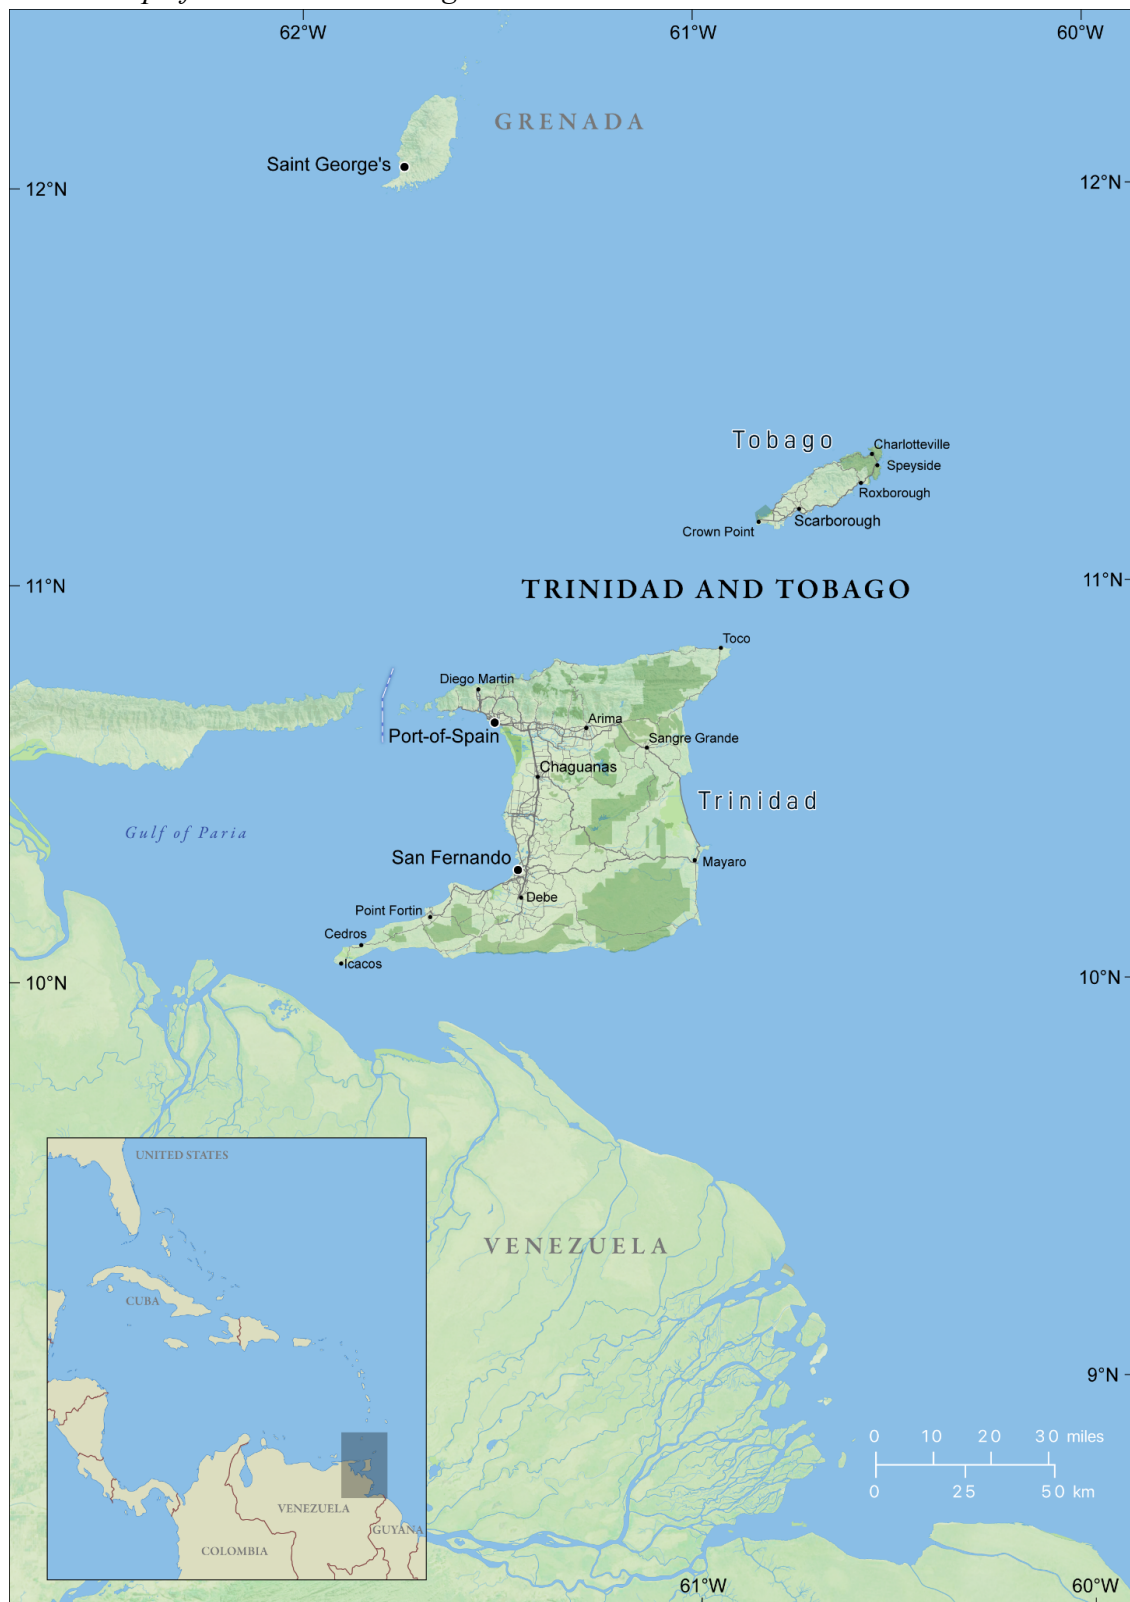 62°W
61°W
60°W
GRENADA
Saint George's
12°N
12°N
Tobago
Charlotteville
Speyside
Roxborough
Scarborough
Crown Point
11°N
11°N
TRINIDAD AND TOBAGO
Toco
Diego Martin
Arima
Port-of-Spain
Sangre Grande
Chaguanas
Trinidad
Gulf of Paria
San Fernando
Mayaro
Debe
Point Fortin
Cedros
Icacos
10°N
10°N
UNITED STATES
VENEZUELA
CUBA
9°N
0 10 20 30 miles
0 25 50 km
VENEZUELA
GUYANA
COLOMBIA
61°W
60°W